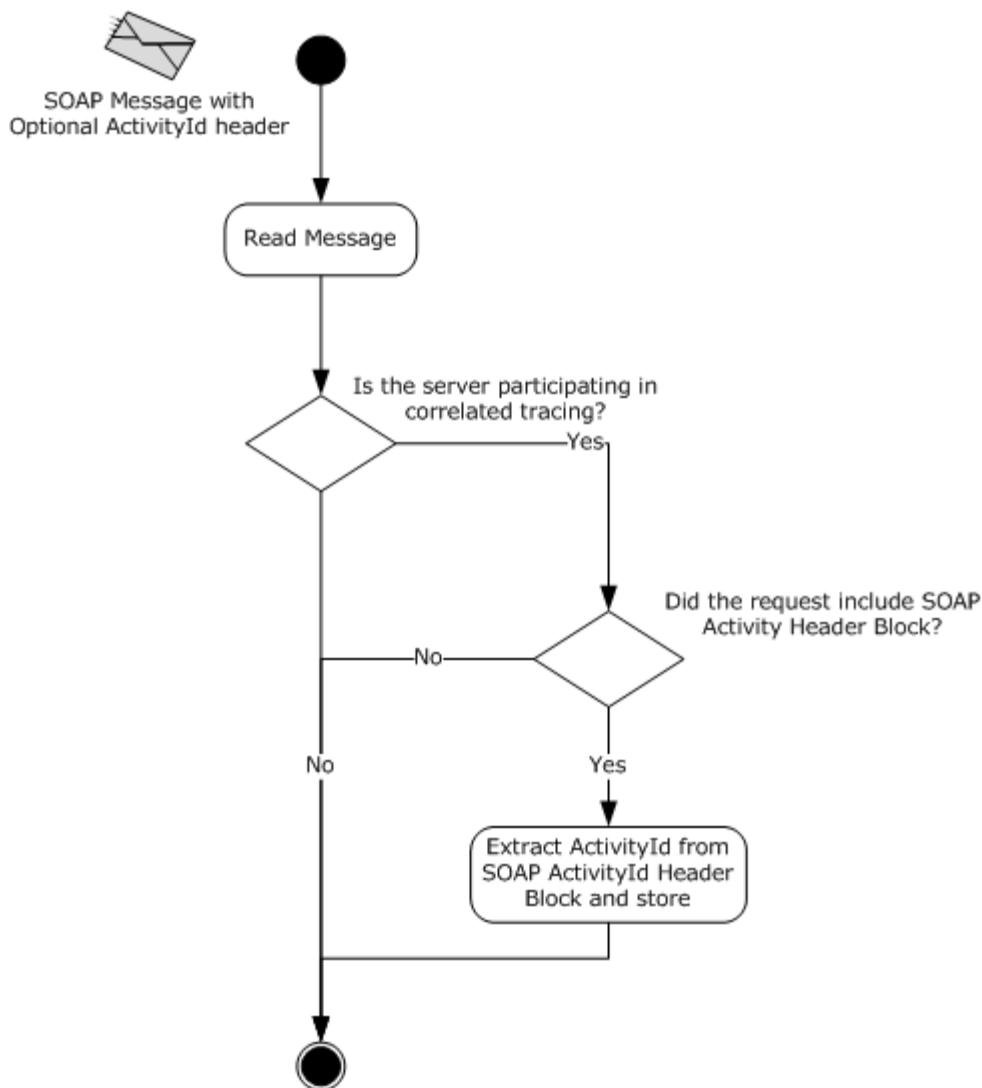 SOAP Message with
Optional ActivityId header
Read Message
Is the server participating in
correlated tracing?
Yes
Did the request include SOAP
Activity Header Block?
No
No
Yes
Extract ActivityId from
SOAP ActivityId Header
Block and store